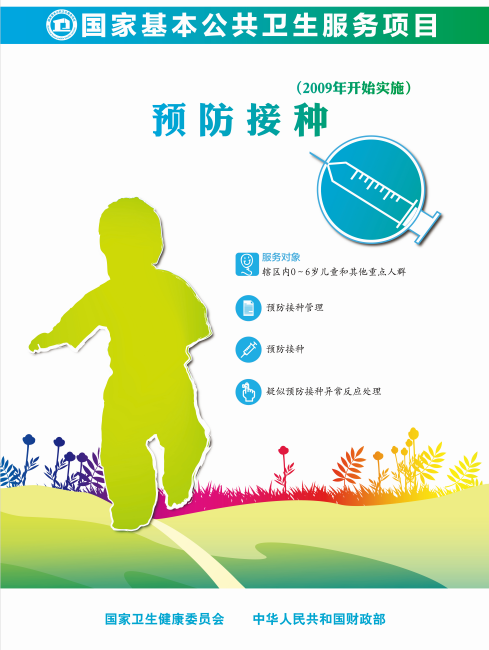 国家基本公共卫生服务项目
（2009年开始实施）
预防接种
服务对象
辖区内0～6岁儿童和其他重点人群
预防接种管理
预防接种
疑似预防接种异常反应处理
国家卫生健康委员会 中华人民共和国财政部